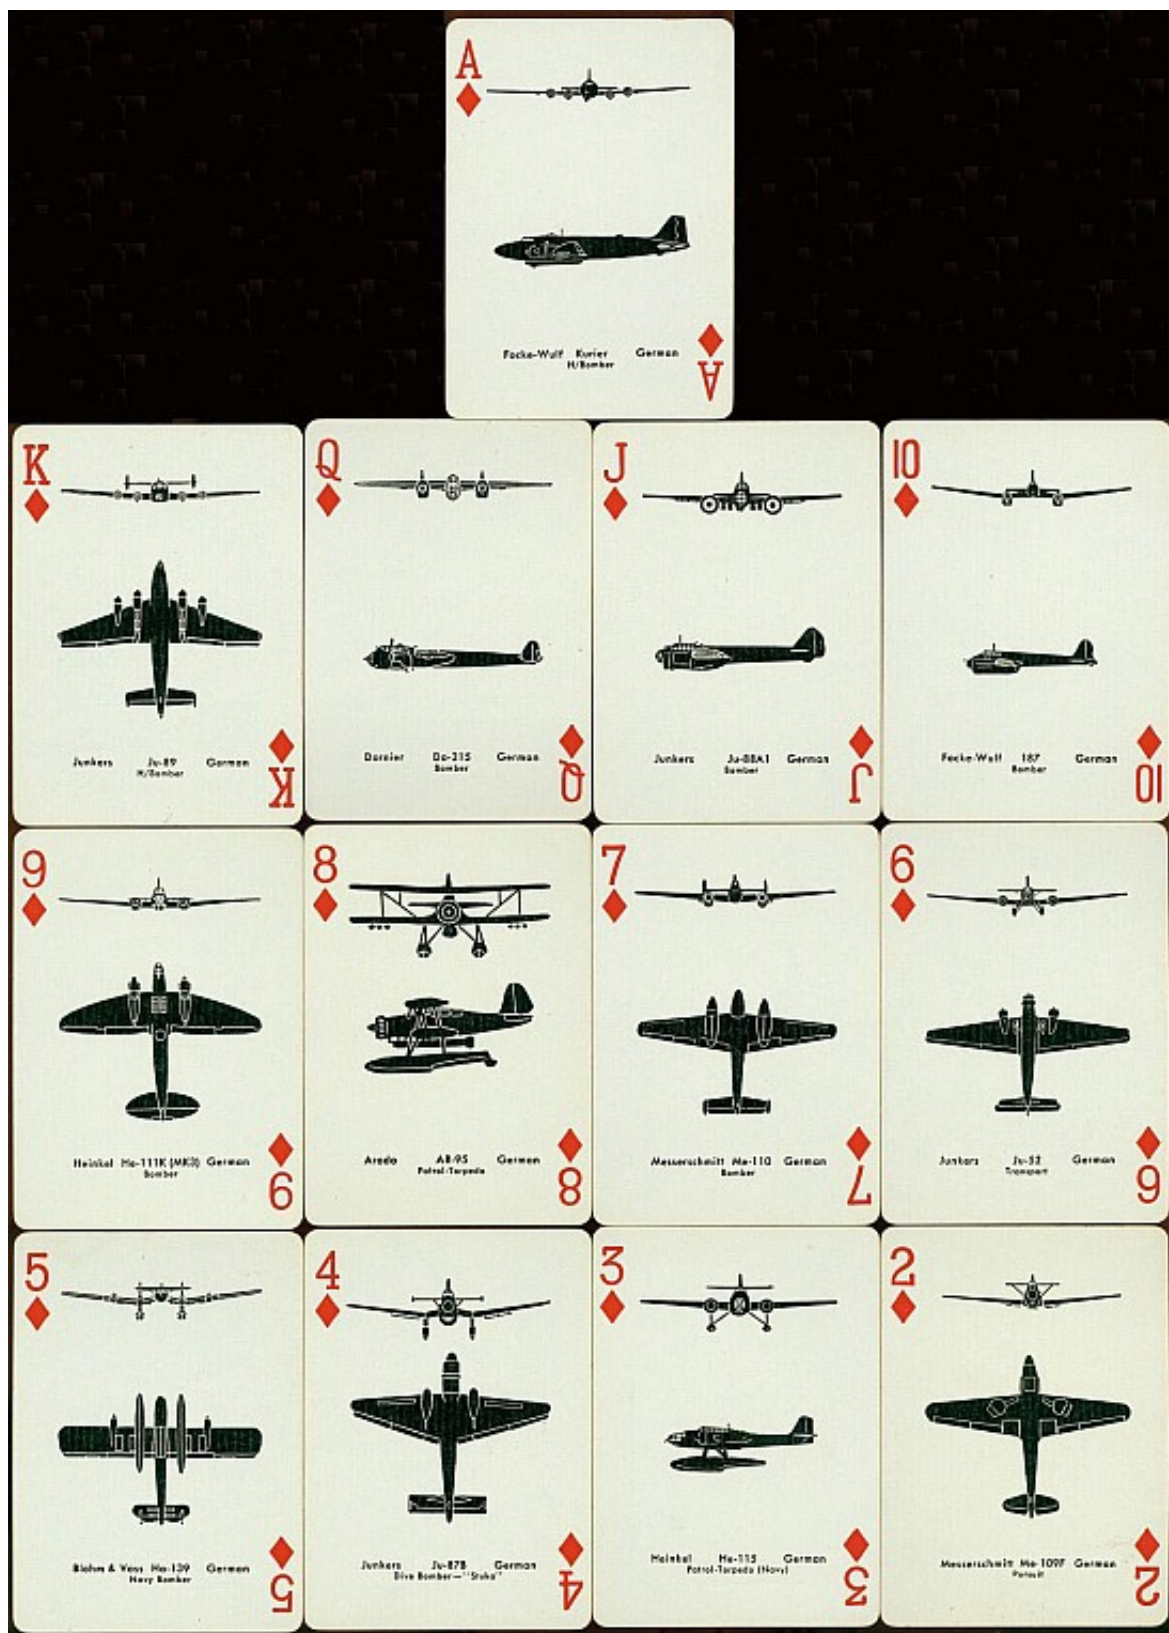 A
Focke-Wulf Kurier German
H/Bomber
A
K
Junkers Ju-89 German
H/Bomber
K
Q
Dornier Do-215 German
Bomber
Q
J
Junkers Ju-88A1 German
Bomber
J
10
Focke-Wulf 187 German
Bomber
10
9
Heinkel He-111K (MK3) German
Bomber
9
8
Arado AR-95 German
Patrol-Torpedo
8
7
Messerschmitt Me-110 German
Bomber
7
6
Junkers Ju-52 German
Transport
6
5
Blohm & Voss Ha-139 German
Navy Bomber
5
4
Junkers Ju-87B German
Dive Bomber—"Stuka"
4
3
Heinkel He-115 German
Patrol-Torpedo (Navy)
3
2
Messerschmitt Me-109F German
Pursuit
2